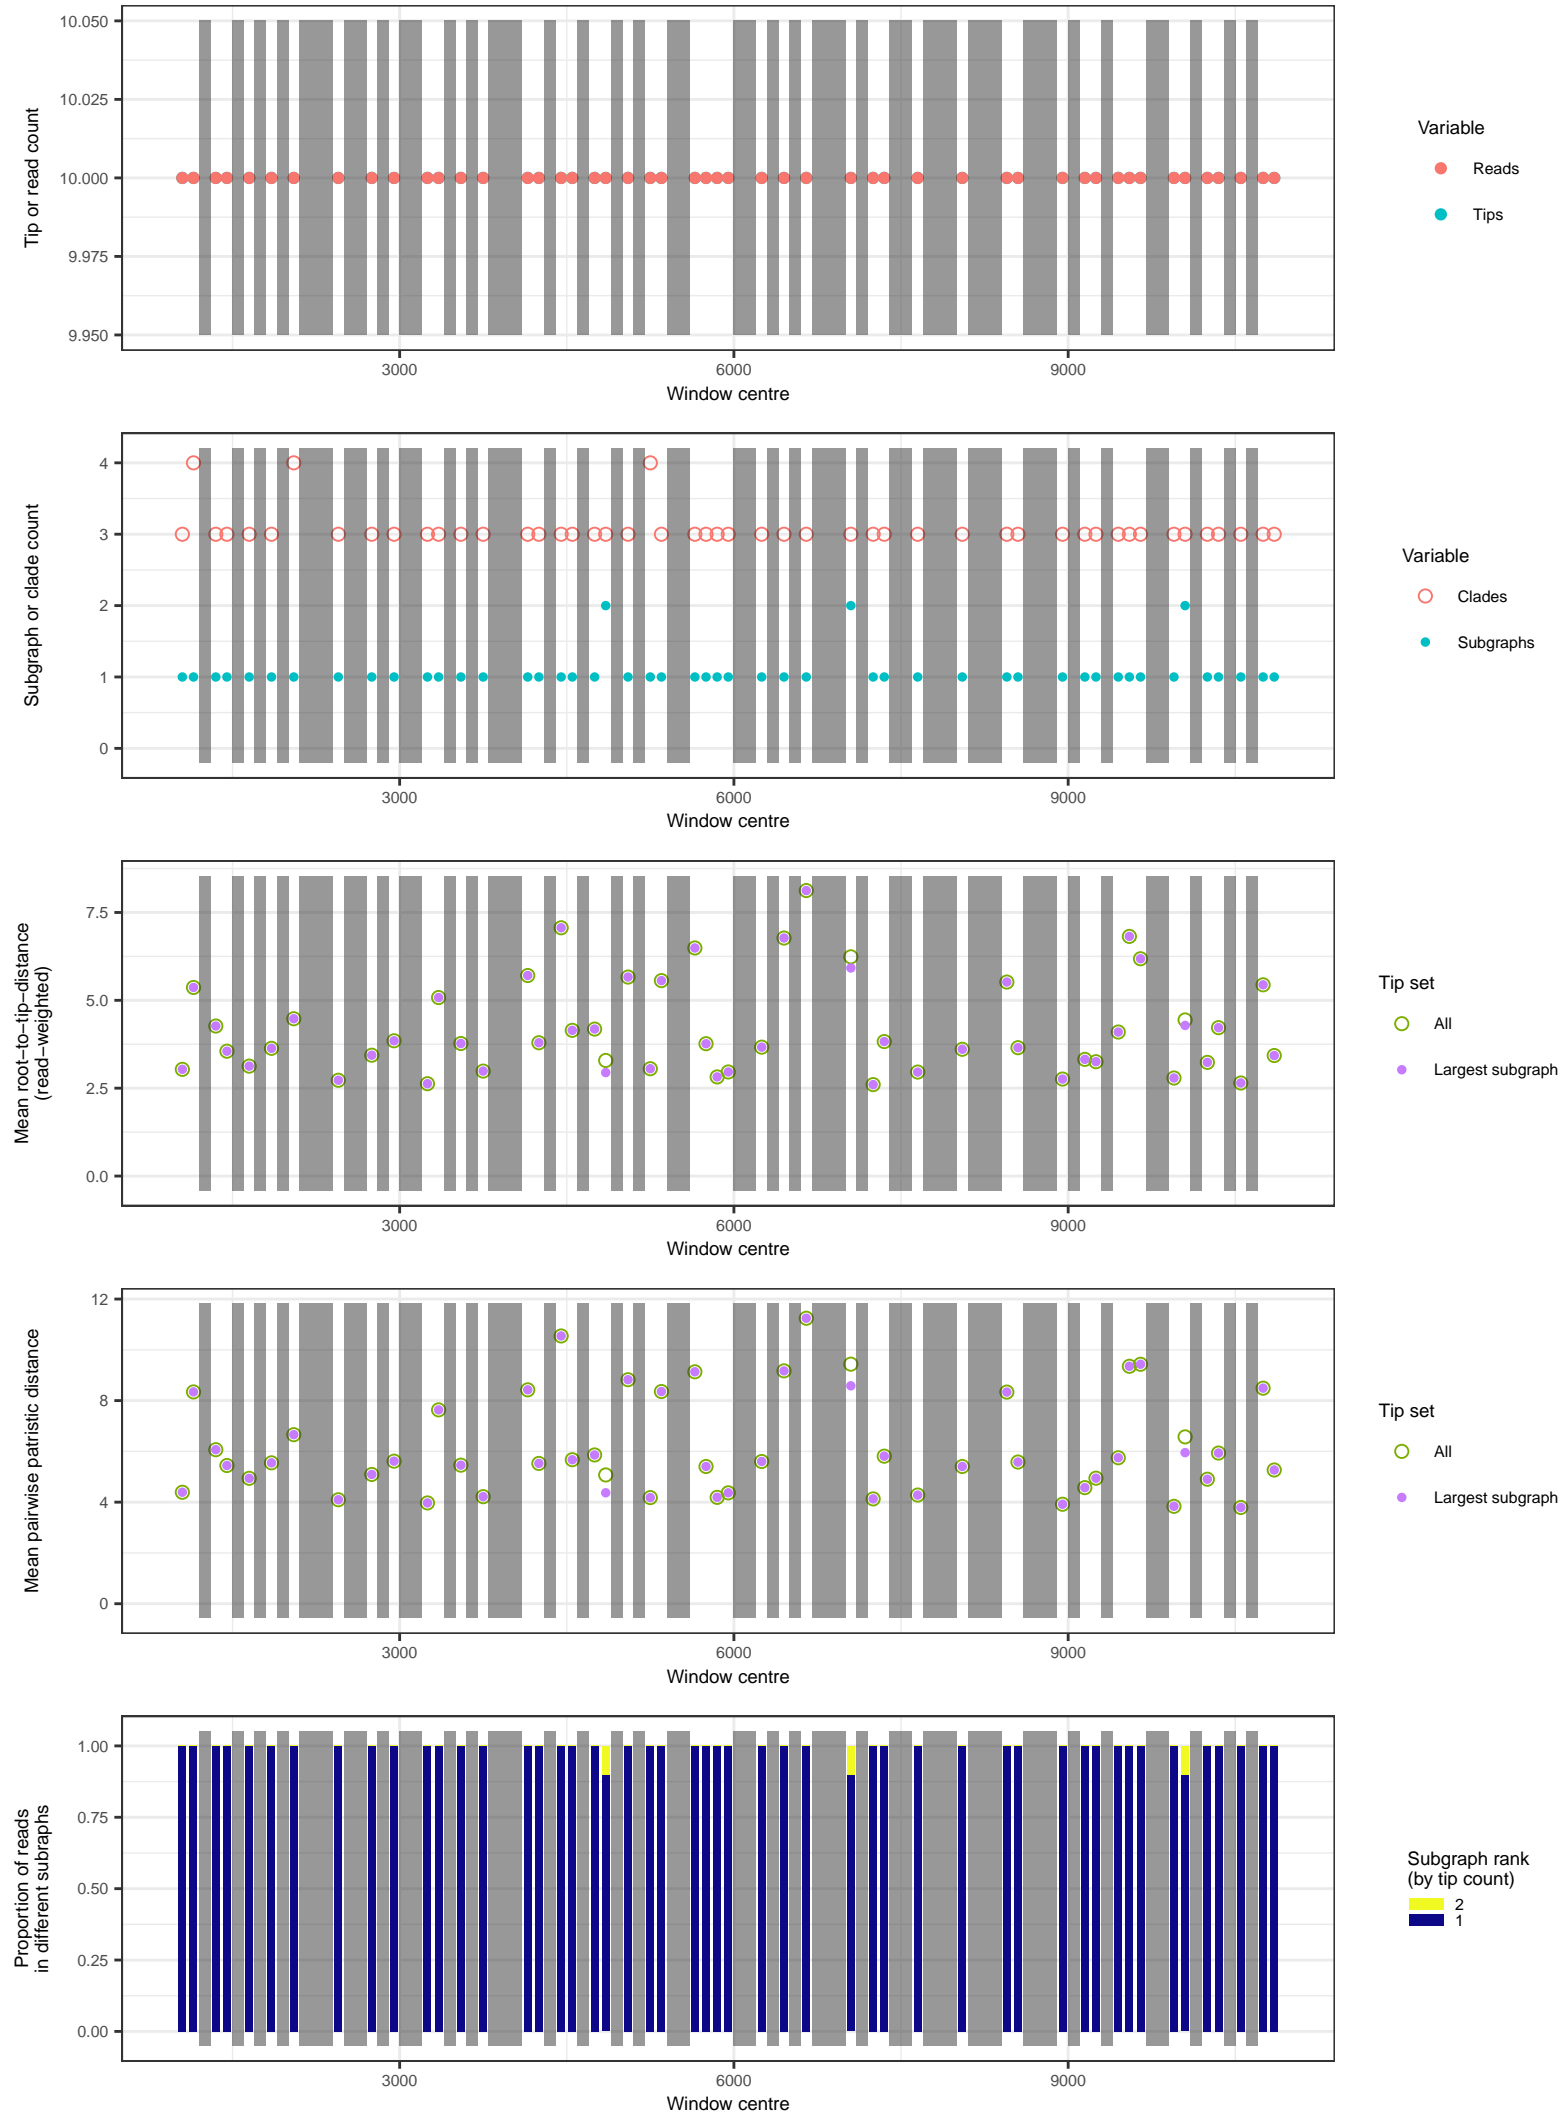 10.050
10.025
10.000
9.975
9.950
Tip or read count
3000 6000 9000
Window centre
Variable
Reads
Tips
4
3
2
1
0
Subgraph or clade count
3000 6000 9000
Window centre
Variable
Clades
Subgraphs
7.5
5.0
2.5
0.0
Mean root−to−tip−distance
(read−weighted)
3000 6000 9000
Window centre
Tip set
All
Largest subgraph
12
8
4
0
Mean pairwise patristic distance
3000 6000 9000
Window centre
Tip set
All
Largest subgraph
1.00
0.75
0.50
0.25
0.00
Proportion of reads
in different subraphs
3000 6000 9000
Window centre
Subgraph rank
(by tip count)
2
1